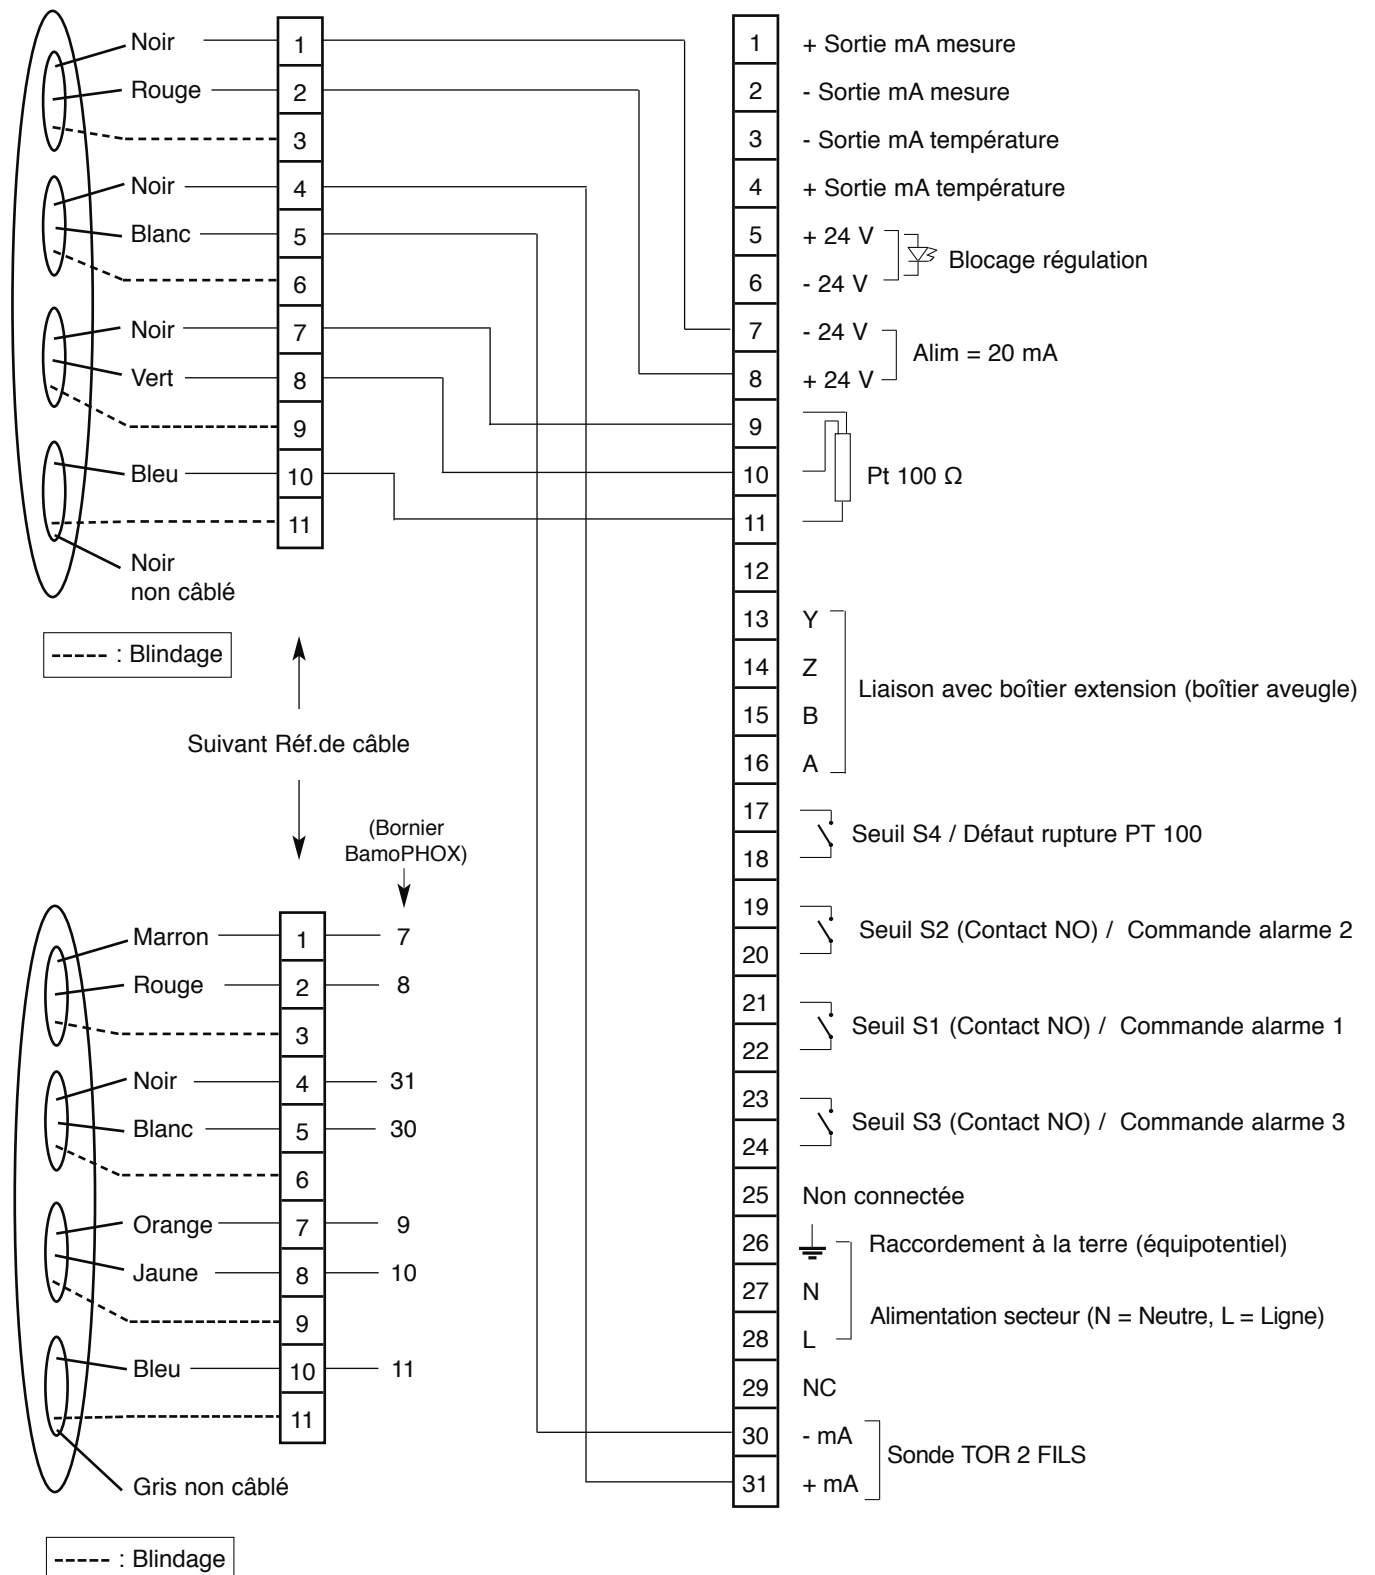 Noir
1
Rouge
2
3
Noir
4
Blanc
5
6
Noir
7
Vert
8
9
Bleu
10
11
Noir
non câblé
----- : Blindage
Suivant Réf.de câble
(Bornier
BamoPHOX)
Marron
1
7
Rouge
2
8
3
Noir
4
31
Blanc
5
30
6
Orange
7
9
Jaune
8
10
9
Bleu
10
11
11
Gris non câblé
----- : Blindage
1
+ Sortie mA mesure
2
- Sortie mA mesure
3
- Sortie mA température
4
+ Sortie mA température
5
+ 24 V
Blocage régulation
6
- 24 V
7
- 24 V
Alim = 20 mA
8
+ 24 V
9
10
Pt 100 Ω
11
12
13
Y
14
Z
Liaison avec boîtier extension (boîtier aveugle)
15
B
16
A
17
Seuil S4 / Défaut rupture PT 100
18
19
Seuil S2 (Contact NO) / Commande alarme 2
20
21
Seuil S1 (Contact NO) / Commande alarme 1
22
23
Seuil S3 (Contact NO) / Commande alarme 3
24
25
Non connectée
26
Raccordement à la terre (équipotentiel)
27
N
Alimentation secteur (N = Neutre, L = Ligne)
28
L
29
NC
30
- mA
Sonde TOR 2 FILS
31
+ mA